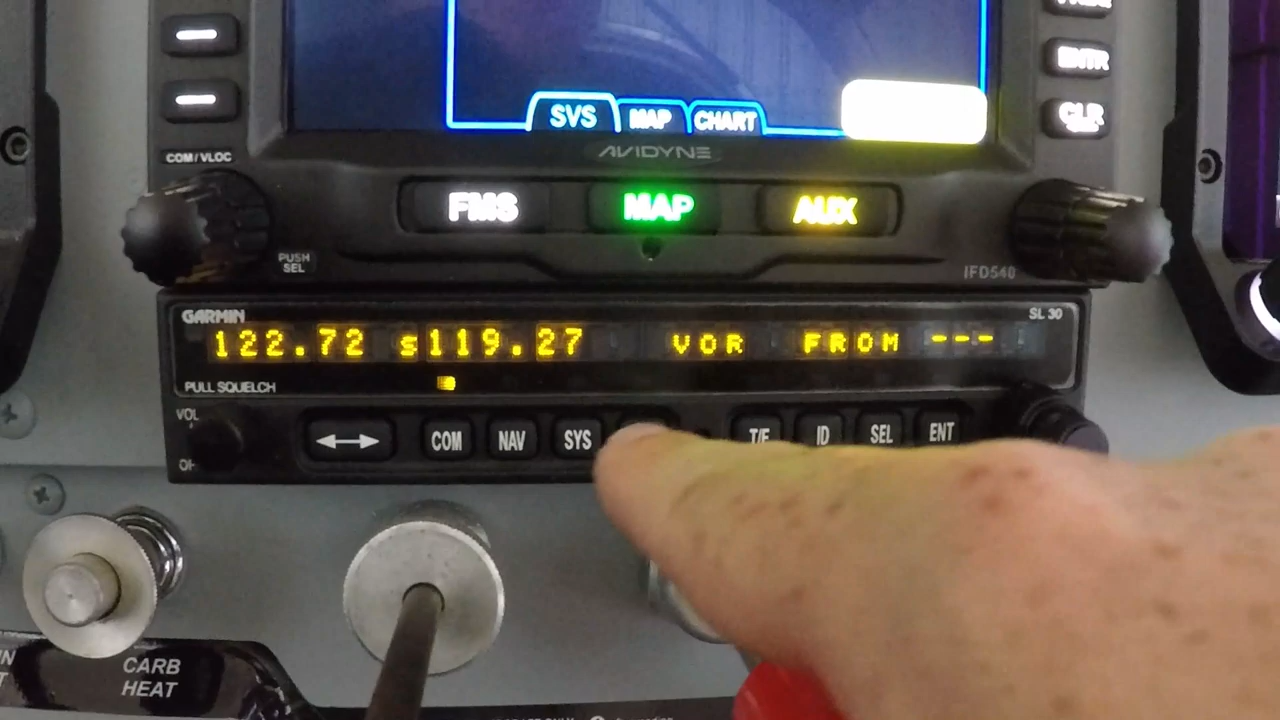 ENTR
CLR
SVS MAP CHART
AVIDYNE
COM/VLOC
FMS MAP AUX
PUSH
SEL
IFD540
GARMIN
SL 30
122.72 s119.27 VOR FROM ---
PULL SQUELCH
VOL
COM NAV SYS T/F ID SEL ENT
CARB
HEAT